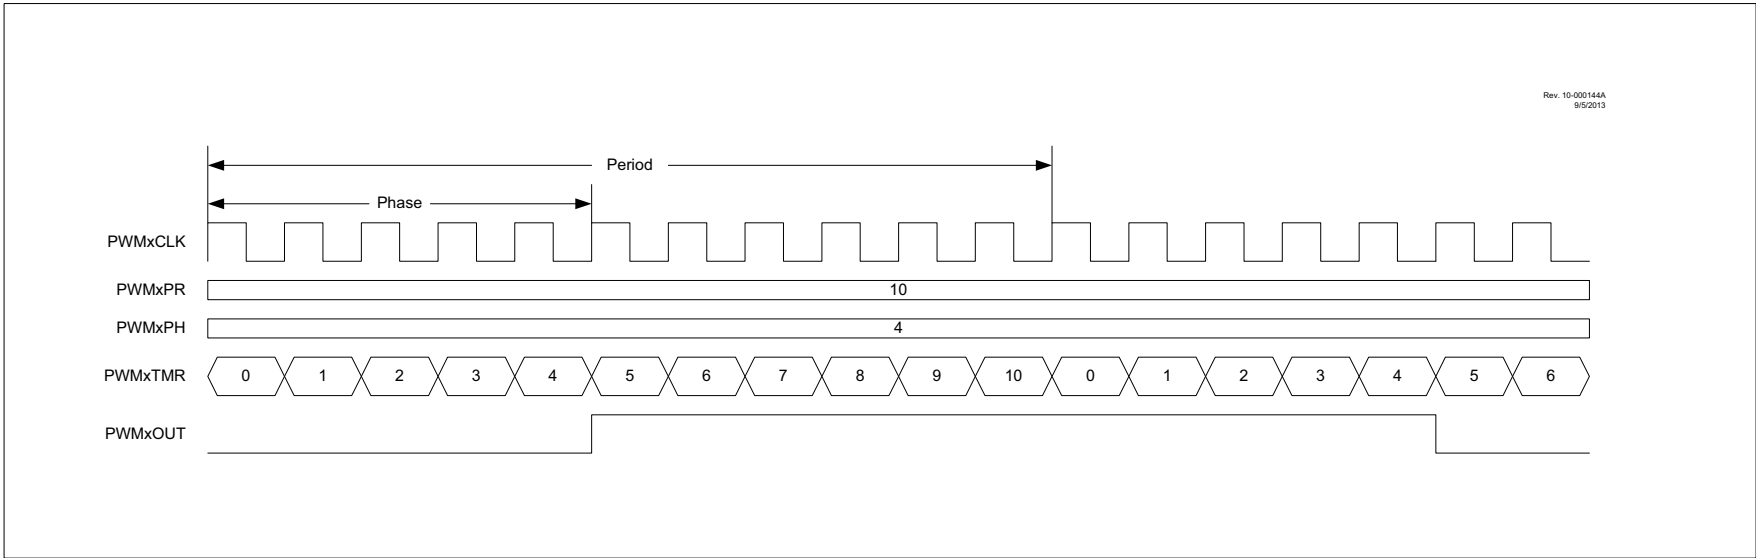 Rev. 10-000144A
9/5/2013
Period
Phase
PWMxCLK
PWMxPR 10
PWMxPH 4
PWMxTMR 0 1 2 3 4 5 6 7 8 9 10 0 1 2 3 4 5 6
PWMxOUT